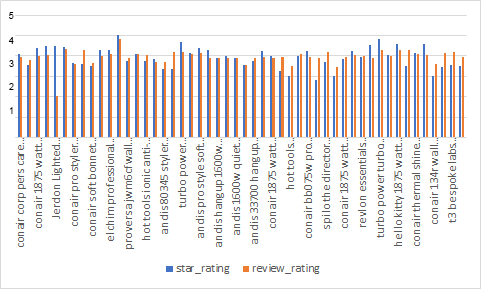 5
4
3
2
1
conair corp pers care...
conair 1875 watt...
Jerdon Lighted...
conair pro styler...
conair soft bonnet...
elchim professional...
proversa jwm6cf wall...
hot tools ionic anti-...
andis 80345 styler...
turbo power...
andis pro style soft...
andis hangup 1600w...
andis 1600w quiet...
andis 33700 hangup...
conair 1875 watt...
hot tools...
conair bb075w pro...
spilo the director...
conair 1875 watt...
revlon essentials...
turbo power turbo...
hello kitty 1875 watt...
conair thermal shine...
conair 134r wall...
t3 bespoke labs...
star_rating
review_rating